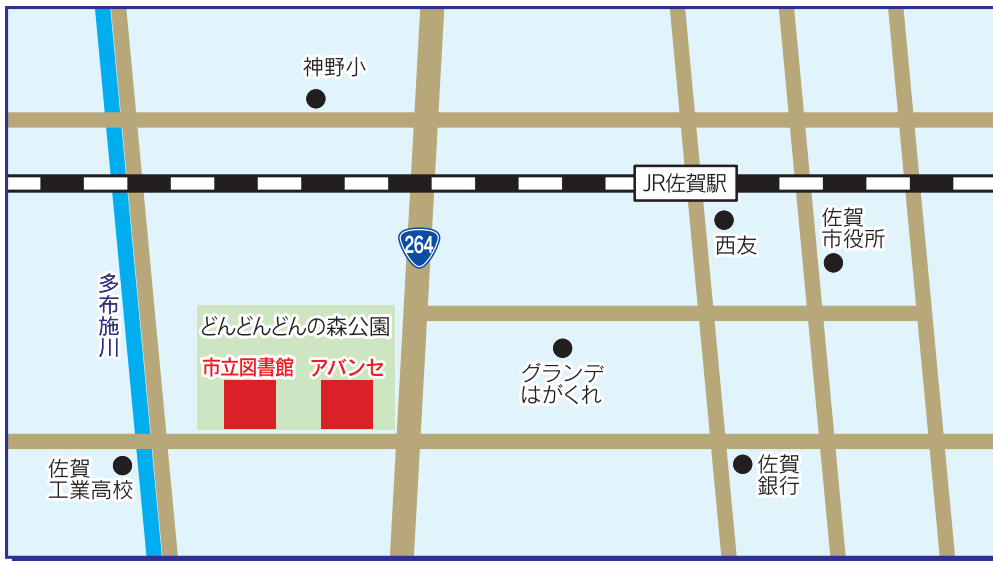 神野小
JR佐賀駅
264
西友
佐賀
市役所
多布施川
どんどんどんの森公園
市立図書館
アバンセ
グランデ
はがくれ
佐賀
工業高校
佐賀
銀行